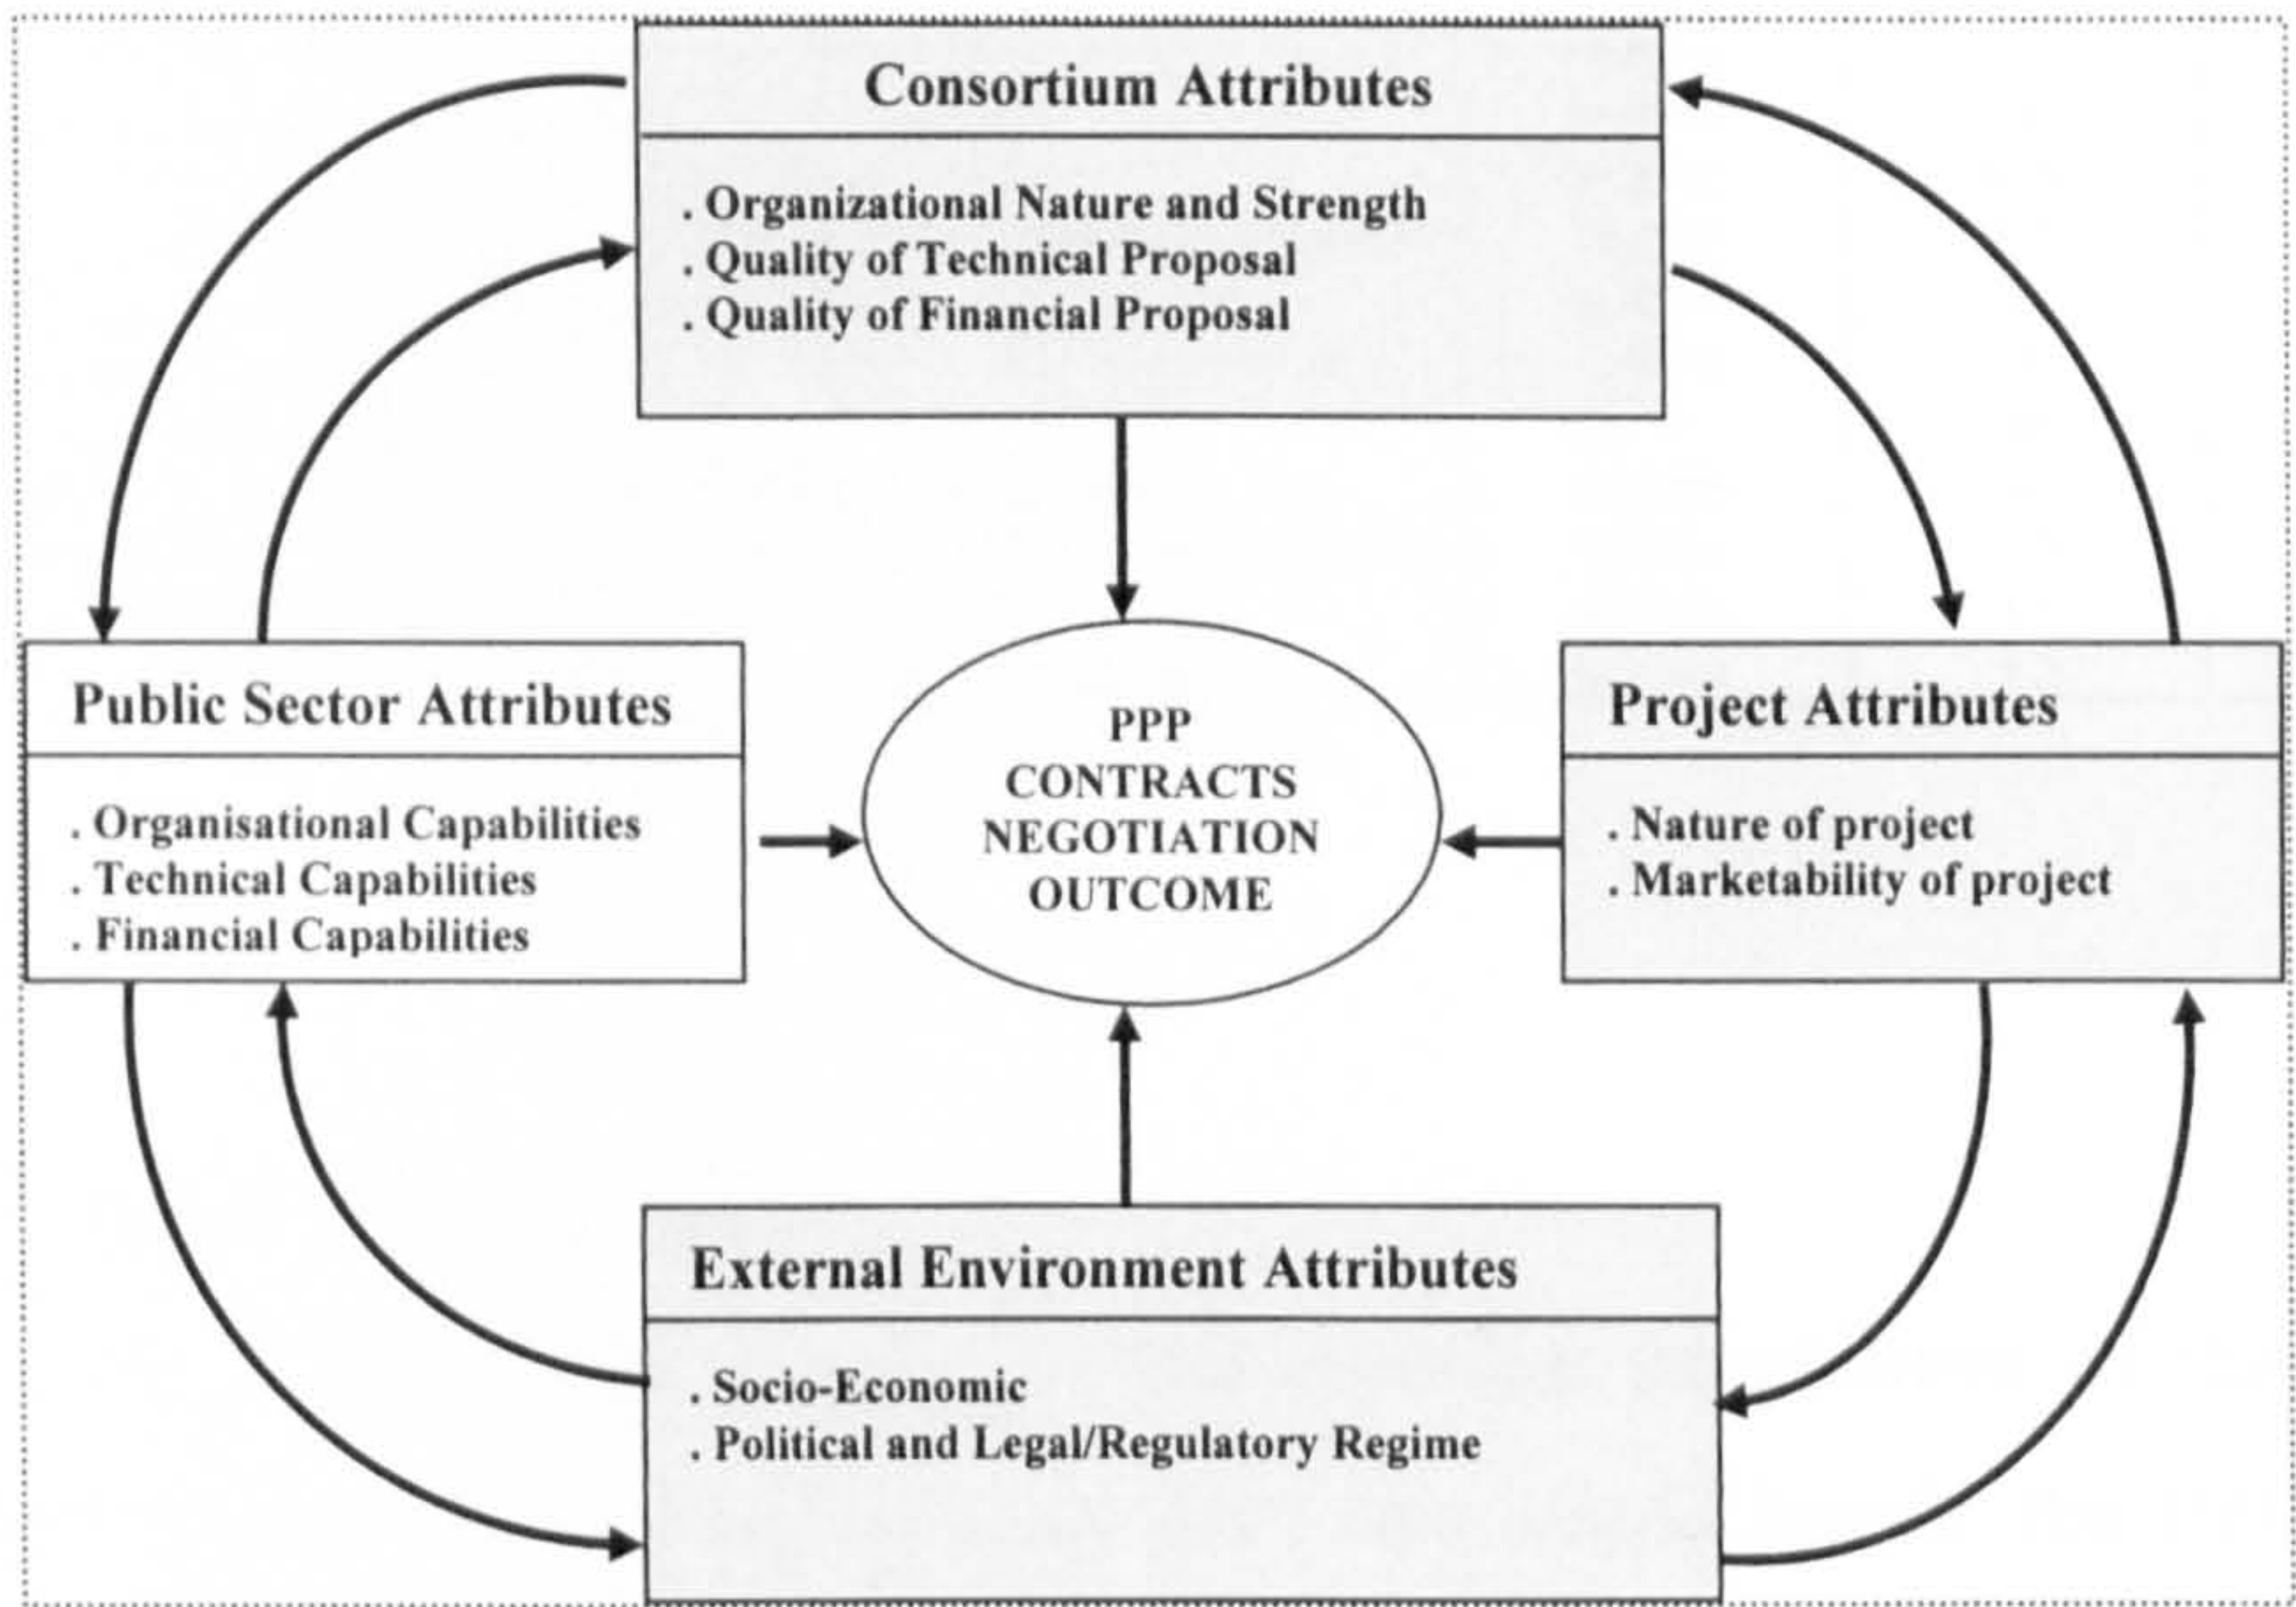 Consortium Attributes
. Organizational Nature and Strength
. Quality of Technical Proposal
. Quality of Financial Proposal
Public Sector Attributes
. Organisational Capabilities
. Technical Capabilities
. Financial Capabilities
PPP
CONTRACTS
NEGOTIATION
OUTCOME
Project Attributes
. Nature of project
. Marketability of project
External Environment Attributes
. Socio-Economic
. Political and Legal/Regulatory Regime